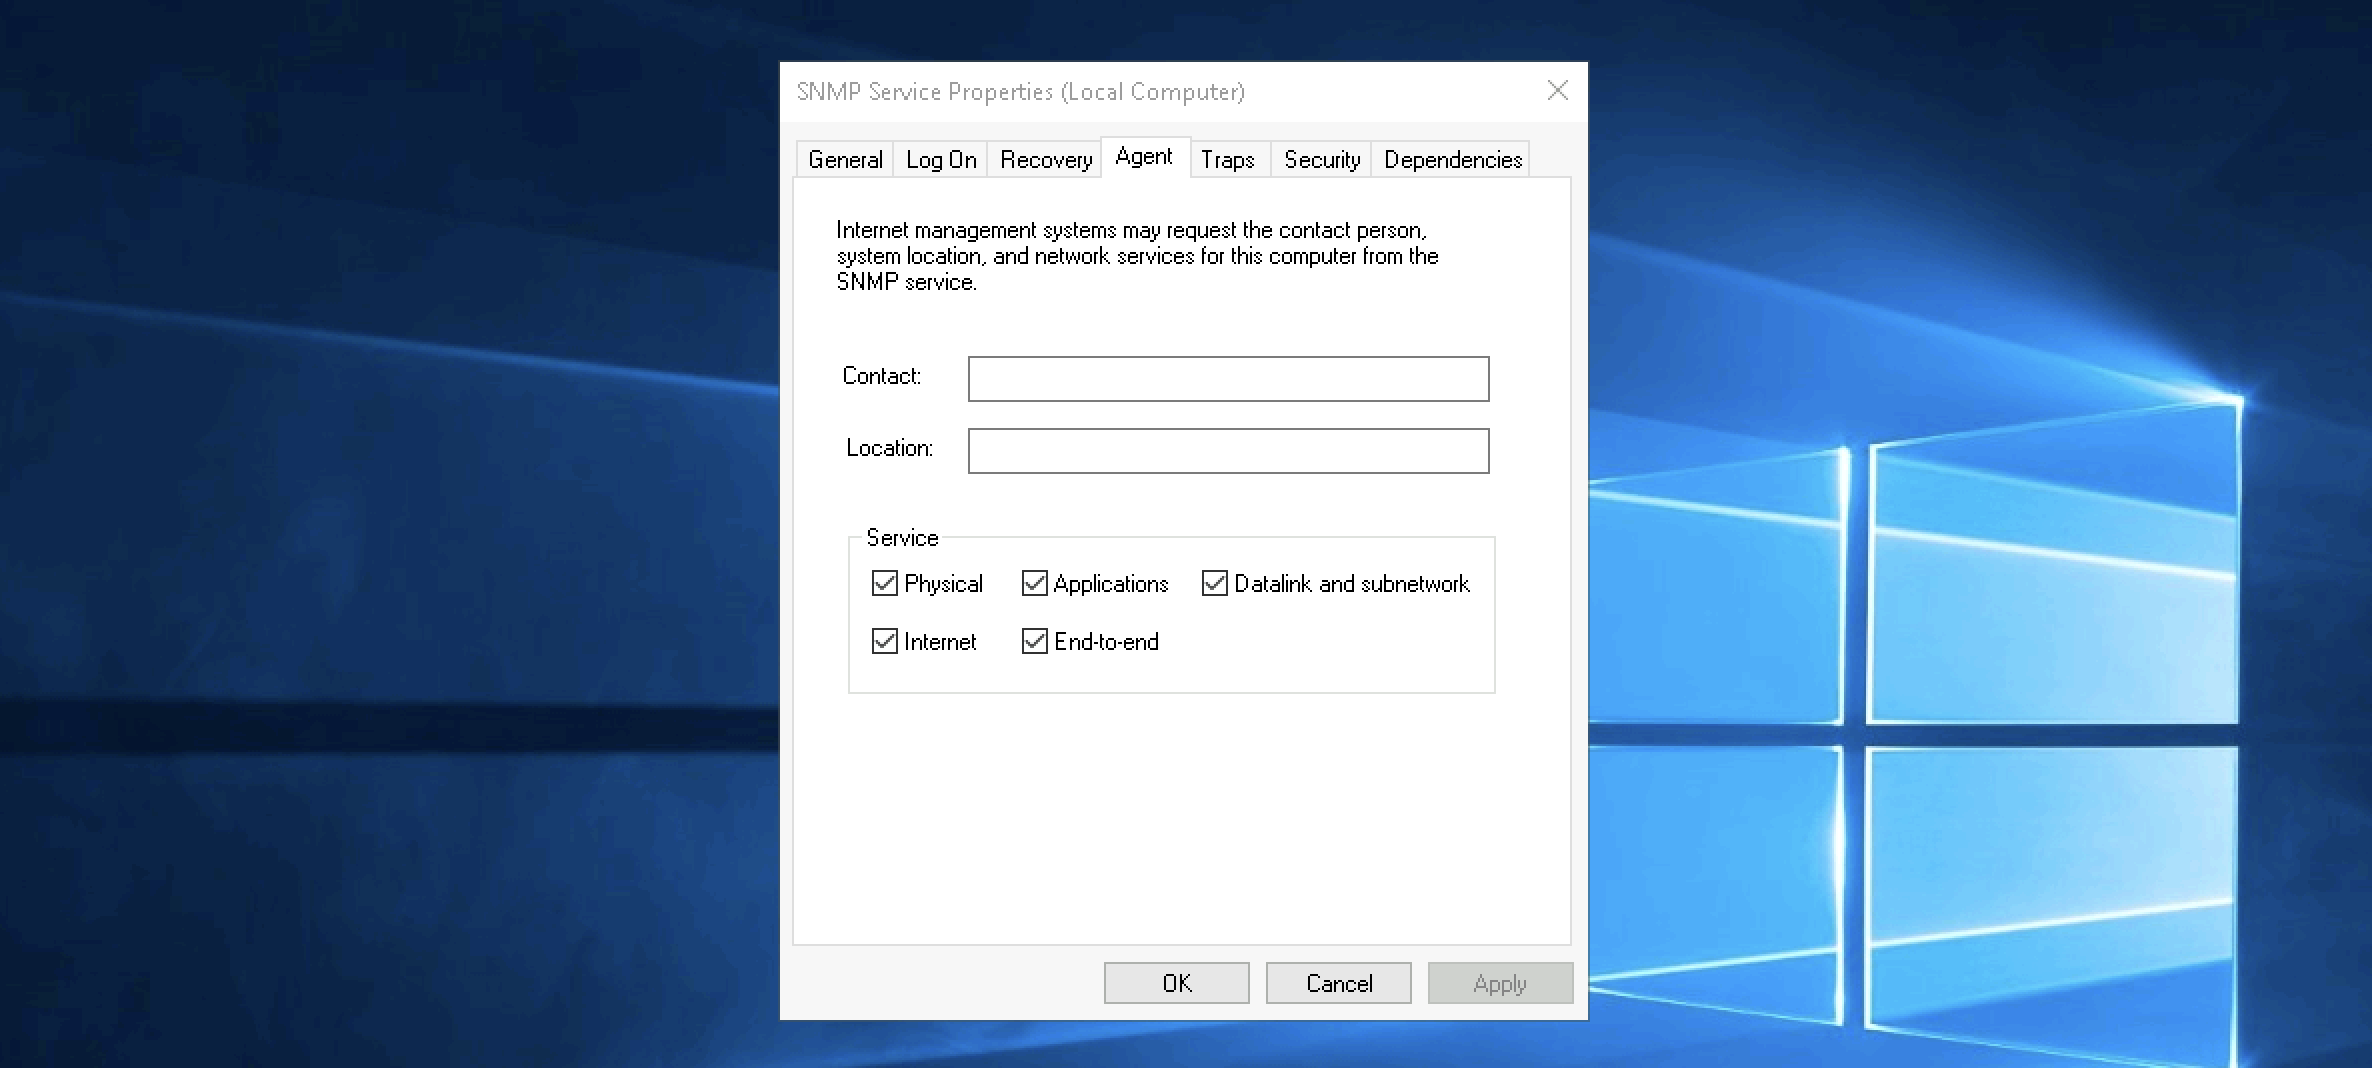 SNMP Service Properties (Local Computer)
General Log On Recovery Agent Traps Security Dependencies
Internet management systems may request the contact person,
system location, and network services for this computer from the
SNMP service.
Contact:
Location:
Service
Physical Applications Datalink and subnetwork
Internet End-to-end
OK Cancel Apply